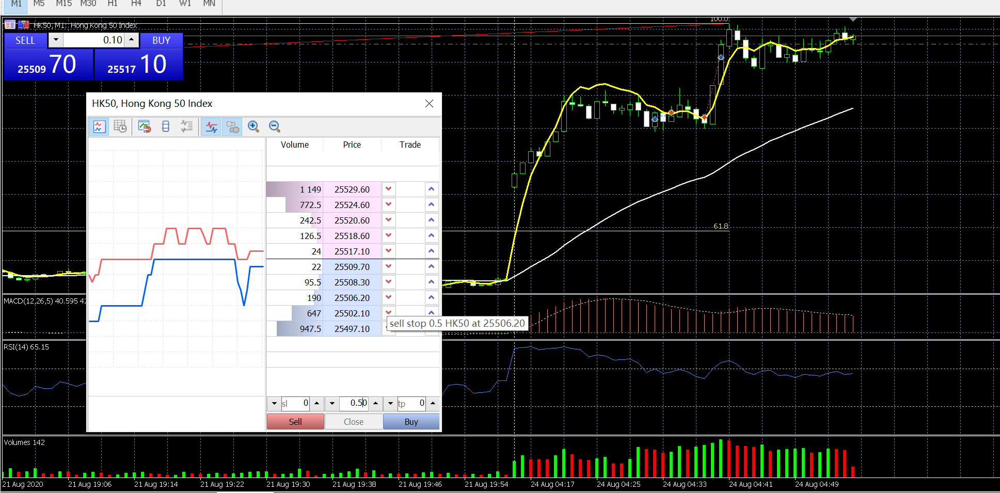 M1 M5 M15 M30 H1 H4 D1 W1 MN
HK50, M1: Hong Kong 50 Index
100.0
SELL 0.10 BUY
25509 70 25517 10
HK50, Hong Kong 50 Index
Volume Price Trade
1 149 25529.60
772.5 25524.60
242.5 25520.60
126.5 25518.60
24 25517.10
22 25509.70
95.5 25508.30
190 25506.20
647 25502.10
947.5 25497.10
sell stop 0.5 HK50 at 25506.20
sl 0 0.50 tp 0
Sell Close Buy
61.8
MACD(12,26,5) 40.595
RSI(14) 65.15
Volumes 142
21 Aug 2020 21 Aug 19:06 21 Aug 19:14 21 Aug 19:22 21 Aug 19:30 21 Aug 19:38 21 Aug 19:46 21 Aug 19:54 24 Aug 04:17 24 Aug 04:25 24 Aug 04:33 24 Aug 04:41 24 Aug 04:49